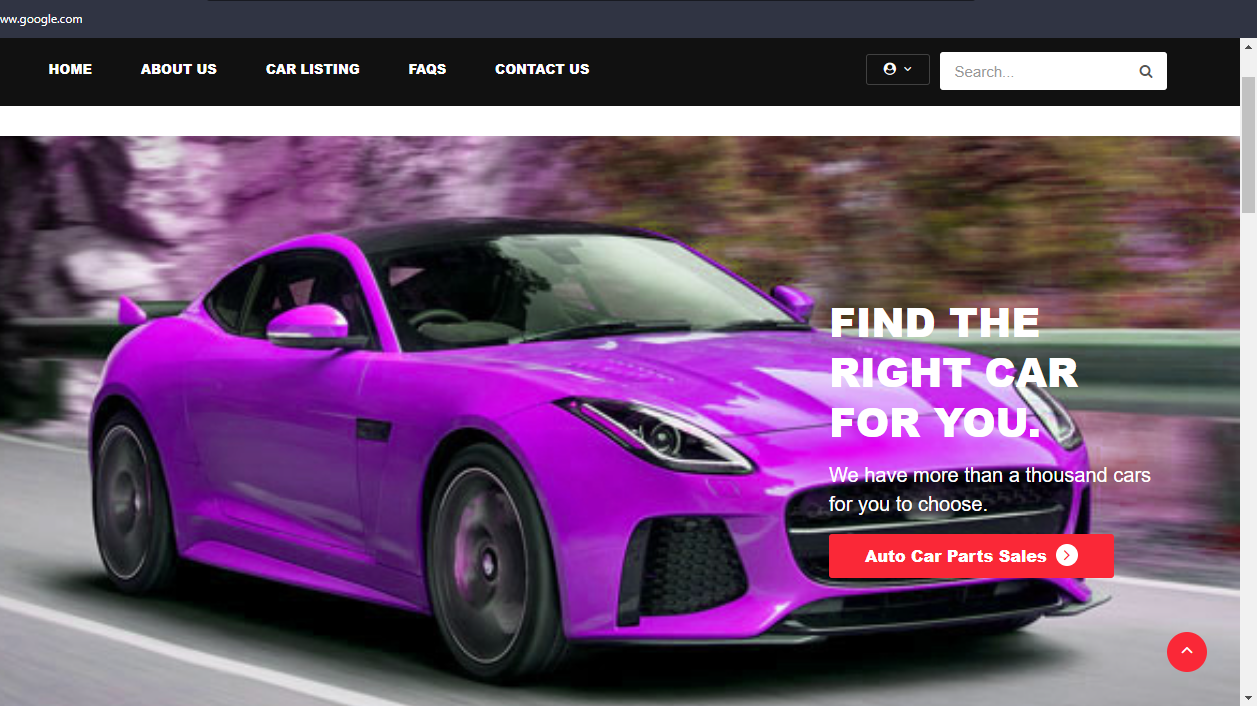 ww.google.com
HOME ABOUT US CAR LISTING FAQS CONTACT US Search...
FIND THE
RIGHT CAR
FOR YOU.
We have more than a thousand cars
for you to choose.
Auto Car Parts Sales